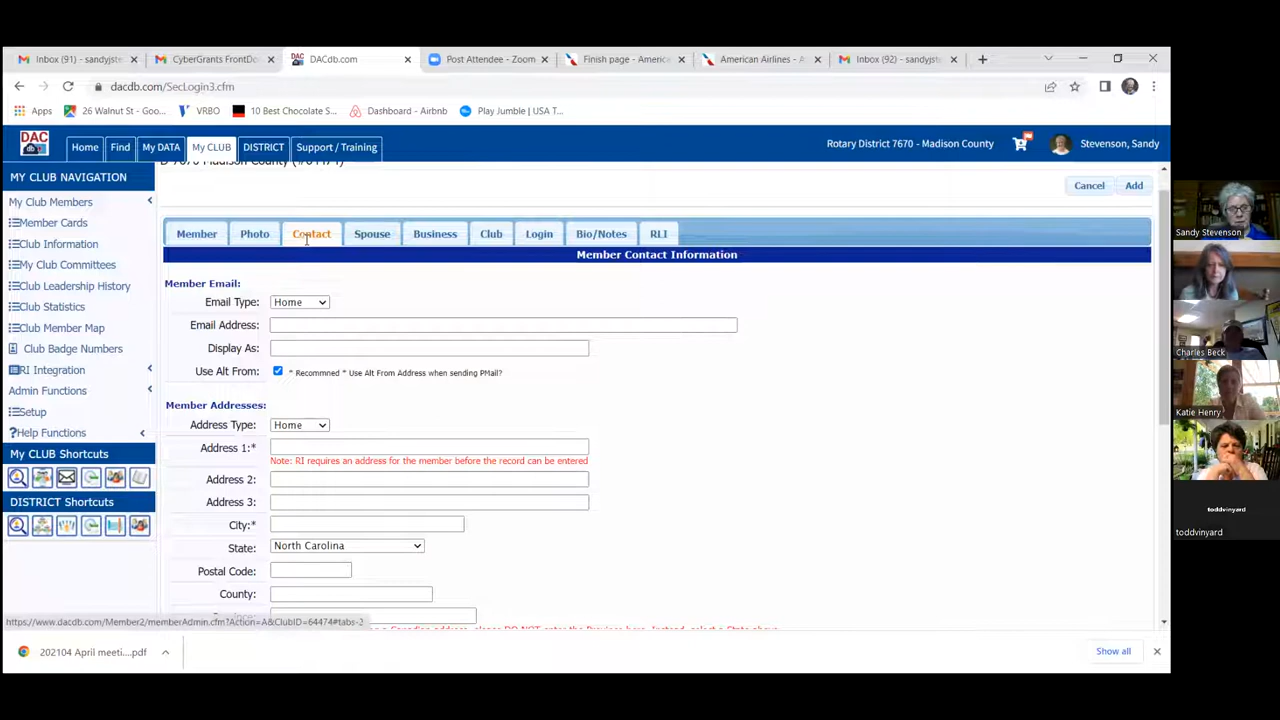 Inbox (91) - sandyjst
CyberGrants FrontDo
DACdb.com
Post Attendee - Zoom
Finish page - America
American Airlines - A
Inbox (92) - sandyjst
dacdb.com/SecLogin3.cfm
Apps
26 Walnut St - Goo...
VRBO
10 Best Chocolate S...
Dashboard - Airbnb
Play Jumble | USA T...
DAC
db
Home
Find
My DATA
My CLUB
DISTRICT
Support / Training
Rotary District 7670 - Madison County
Stevenson, Sandy
MY CLUB NAVIGATION
My Club Members
Member Cards
Club Information
My Club Committees
Club Leadership History
Club Statistics
Club Member Map
Club Badge Numbers
RI Integration
Admin Functions
Setup
Help Functions
My CLUB Shortcuts
DISTRICT Shortcuts
Cancel
Add
Member
Photo
Contact
Spouse
Business
Club
Login
Bio/Notes
RLI
Member Contact Information
Member Email:
Email Type: Home
Email Address:
Display As:
Use Alt From: * Recommned * Use Alt From Address when sending PMail?
Member Addresses:
Address Type: Home
Address 1:*
Note: RI requires an address for the member before the record can be entered
Address 2:
Address 3:
City:*
State: North Carolina
Postal Code:
County:
https://www.dacdb.com/Member2/memberAdmin.cfm?Action=A&ClubID=64474#tabs-2
202104 April meeti....pdf
Show all
Sandy Stevenson
Charles Beck
Katie Henry
toddvinyard
toddvinyard